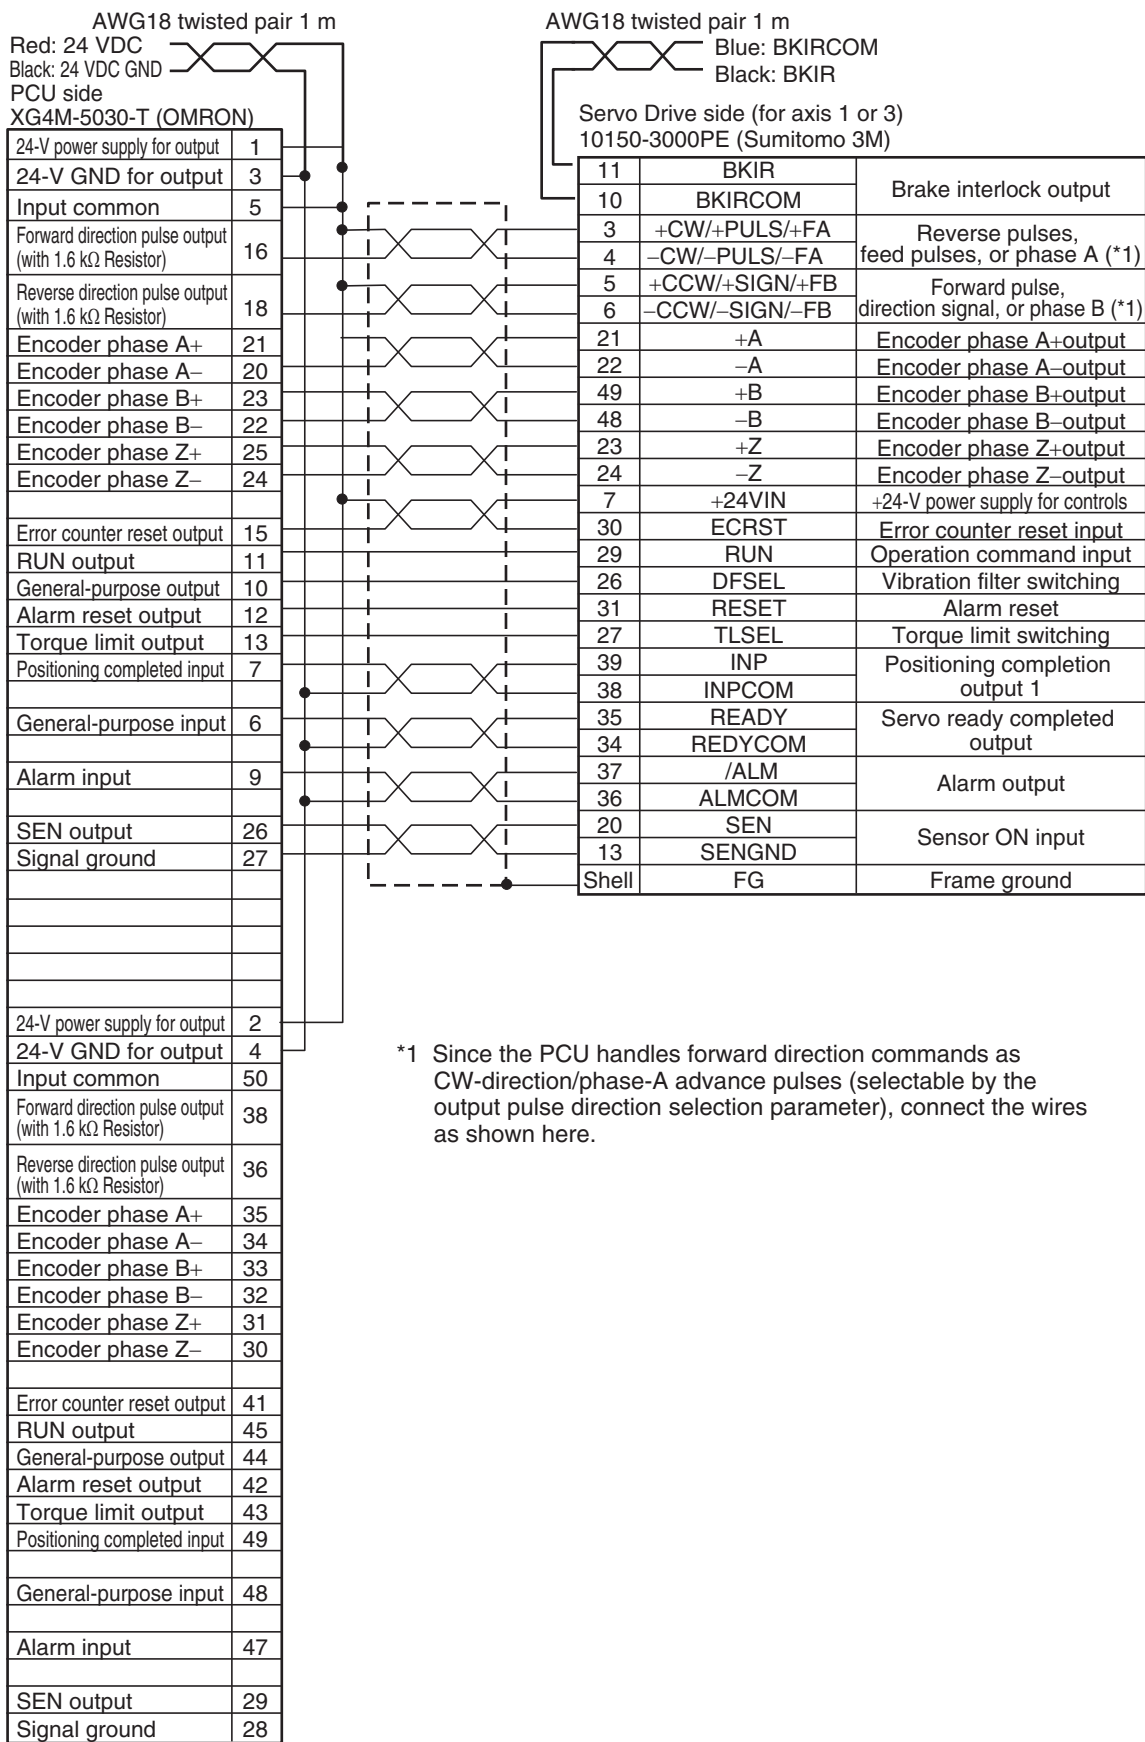 AWG18 twisted pair 1 m
Red: 24 VDC
Black: 24 VDC GND
PCU side
XG4M-5030-T (OMRON)
24-V power supply for output 1
24-V GND for output 3
Input common 5
Forward direction pulse output
(with 1.6 kΩ Resistor) 16
Reverse direction pulse output
(with 1.6 kΩ Resistor) 18
Encoder phase A+ 21
Encoder phase A− 20
Encoder phase B+ 23
Encoder phase B− 22
Encoder phase Z+ 25
Encoder phase Z− 24
Error counter reset output 15
RUN output 11
General-purpose output 10
Alarm reset output 12
Torque limit output 13
Positioning completed input 7
General-purpose input 6
Alarm input 9
SEN output 26
Signal ground 27
24-V power supply for output 2
24-V GND for output 4
Input common 50
Forward direction pulse output
(with 1.6 kΩ Resistor) 38
Reverse direction pulse output
(with 1.6 kΩ Resistor) 36
Encoder phase A+ 35
Encoder phase A− 34
Encoder phase B+ 33
Encoder phase B− 32
Encoder phase Z+ 31
Encoder phase Z− 30
Error counter reset output 41
RUN output 45
General-purpose output 44
Alarm reset output 42
Torque limit output 43
Positioning completed input 49
General-purpose input 48
Alarm input 47
SEN output 29
Signal ground 28
AWG18 twisted pair 1 m
Blue: BKIRCOM
Black: BKIR
Servo Drive side (for axis 1 or 3)
10150-3000PE (Sumitomo 3M)
11 BKIR
Brake interlock output
10 BKIRCOM
3 +CW/+PULS/+FA Reverse pulses,
4 −CW/−PULS/−FA feed pulses, or phase A (*1)
5 +CCW/+SIGN/+FB Forward pulse,
6 −CCW/−SIGN/−FB direction signal, or phase B (*1)
21 +A Encoder phase A+output
22 −A Encoder phase A−output
49 +B Encoder phase B+output
48 −B Encoder phase B−output
23 +Z Encoder phase Z+output
24 −Z Encoder phase Z−output
7 +24VIN +24-V power supply for controls
30 ECRST Error counter reset input
29 RUN Operation command input
26 DFSEL Vibration filter switching
31 RESET Alarm reset
27 TLSEL Torque limit switching
39 INP Positioning completion
38 INPCOM output 1
35 READY Servo ready completed
34 REDYCOM output
37 /ALM
Alarm output
36 ALMCOM
20 SEN
Sensor ON input
13 SENGND
Shell FG Frame ground
*1 Since the PCU handles forward direction commands as
CW-direction/phase-A advance pulses (selectable by the
output pulse direction selection parameter), connect the wires
as shown here.